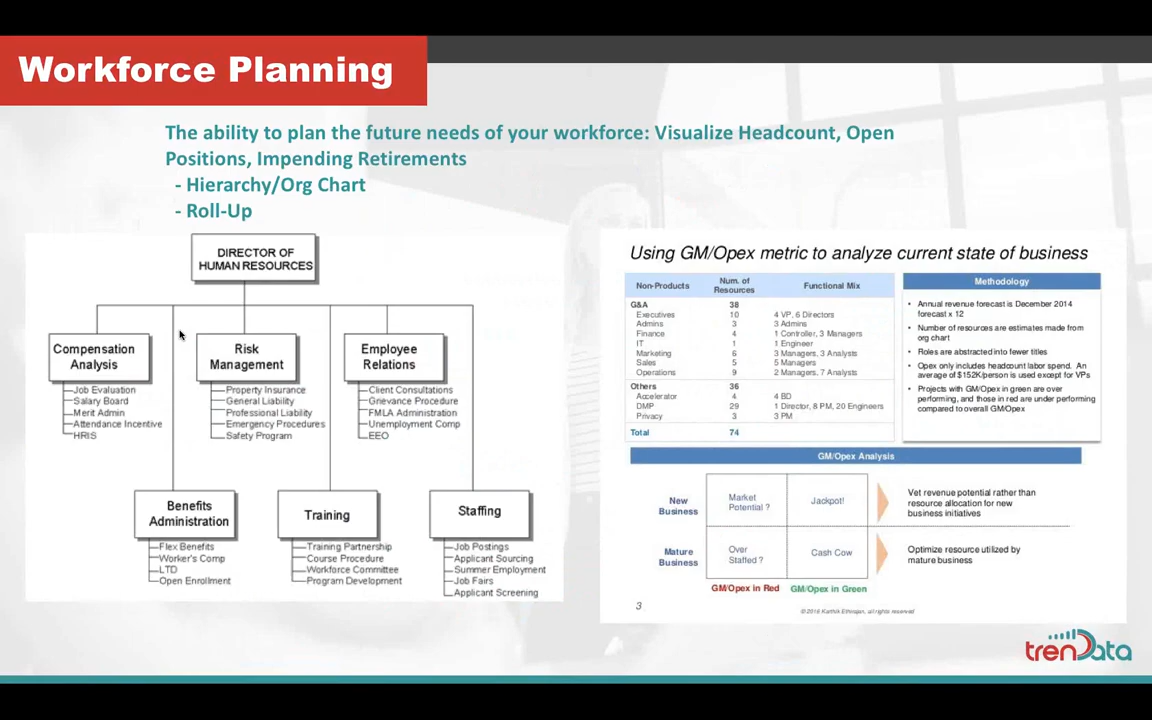 Workforce Planning
The ability to plan the future needs of your workforce: Visualize Headcount, Open
Positions, Impending Retirements
- Hierarchy/Org Chart
- Roll-Up
DIRECTOR OF
HUMAN RESOURCES
Compensation
Analysis
Job Evaluation
Salary Board
Merit Admin
Attendance Incentive
HRIS
Risk
Management
Property Insurance
General Liability
Professional Liability
Emergency Procedures
Safety Program
Employee
Relations
Client Consultations
Grievance Procedure
FMLA Administration
Unemployment Comp
EEO
Benefits
Administration
Flex Benefits
Worker's Comp
LTD
Open Enrollment
Training
Training Partnership
Course Procedure
Workforce Committee
Program Development
Staffing
Job Postings
Applicant Sourcing
Summer Employment
Job Fairs
Applicant Screening
Using GM/Opex metric to analyze current state of business
Non-Products Num. of Resources Functional Mix
G&A 38
Executives 10 4 VP, 6 Directors
Admins 3 3 Admins
Finance 4 1 Controller, 3 Managers
IT 1 1 Engineer
Marketing 6 3 Managers, 3 Analysts
Sales 5 5 Managers
Operations 9 2 Managers, 7 Analysts
Others 36
Accelerator 4 4 BD
DMP 29 1 Director, 8 PM, 20 Engineers
Privacy 3 3 PM
Total 74
Methodology
• Annual revenue forecast is December 2014
forecast x 12
• Number of resources are estimates made from
org chart
• Roles are abstracted into fewer titles
• Opex only includes headcount labor spend. An
average of $152K/person is used except for VPs
• Projects with GM/Opex in green are over
performing, and those in red are under performing
compared to overall GM/Opex
GM/Opex Analysis
New
Business
Market
Potential ?
Jackpot!
Vet revenue potential rather than
resource allocation for new
business initiatives
Mature
Business
Over
Staffed ?
Cash Cow
Optimize resource utilized by
mature business
GM/Opex in Red GM/Opex in Green
3
©2016 Karthik Ethirajan, all rights reserved
trenData